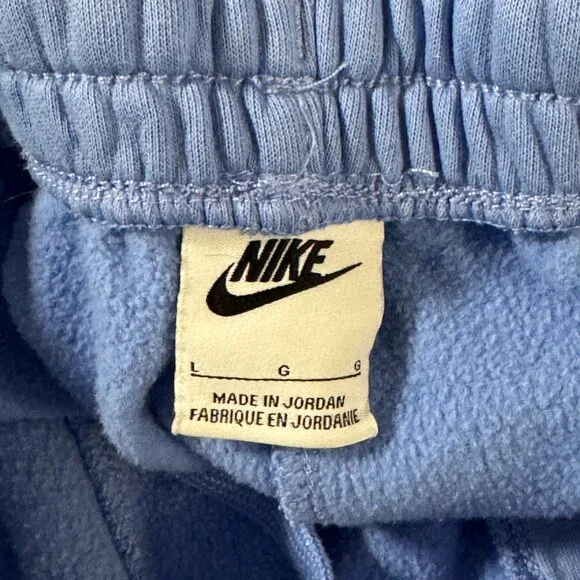 NIKE
L G G
MADE IN JORDAN
FABRIQUE EN JORDANIE